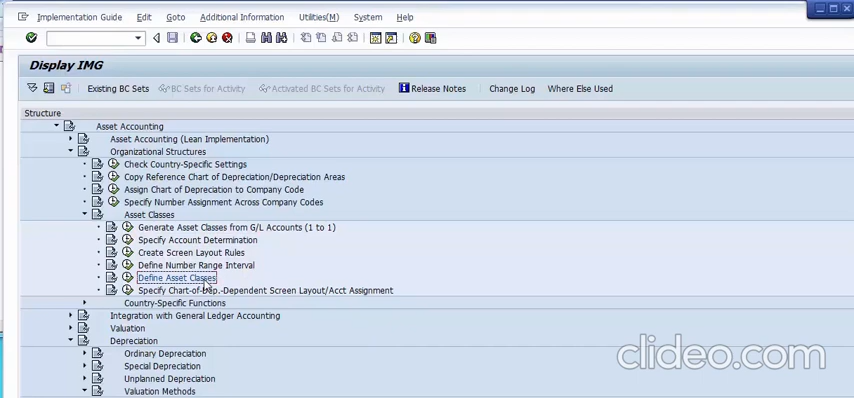 Implementation Guide Edit Goto Additional Information Utilities(M) System Help
Display IMG
Existing BC Sets BC Sets for Activity Activated BC Sets for Activity Release Notes Change Log Where Else Used
Structure
Asset Accounting
Asset Accounting (Lean Implementation)
Organizational Structures
Check Country-Specific Settings
Copy Reference Chart of Depreciation/Depreciation Areas
Assign Chart of Depreciation to Company Code
Specify Number Assignment Across Company Codes
Asset Classes
Generate Asset Classes from G/L Accounts (1 to 1)
Specify Account Determination
Create Screen Layout Rules
Define Number Range Interval
Define Asset Classes
Specify Chart-of-Dep.-Dependent Screen Layout/Acct Assignment
Country-Specific Functions
Integration with General Ledger Accounting
Valuation
Depreciation
Ordinary Depreciation
Special Depreciation
Unplanned Depreciation
Valuation Methods
clideo.com